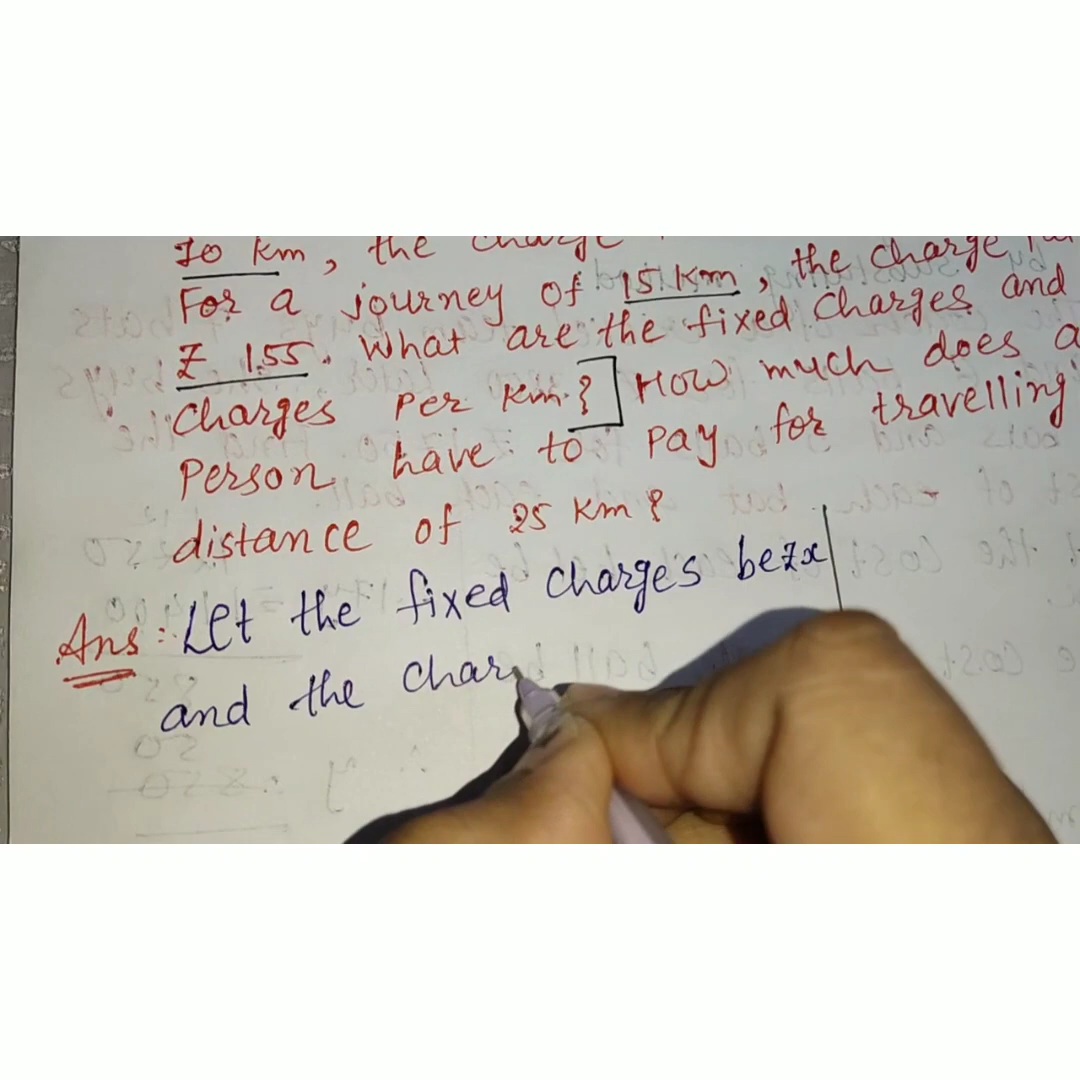 10 km, the charge
For a journey of 15 km, the charge
₹ 155. What are the fixed charges and
charges per km?] How much does a
person have to pay for travelling
distance of 25 km?
Ans: Let the fixed charges be ₹x
and the char